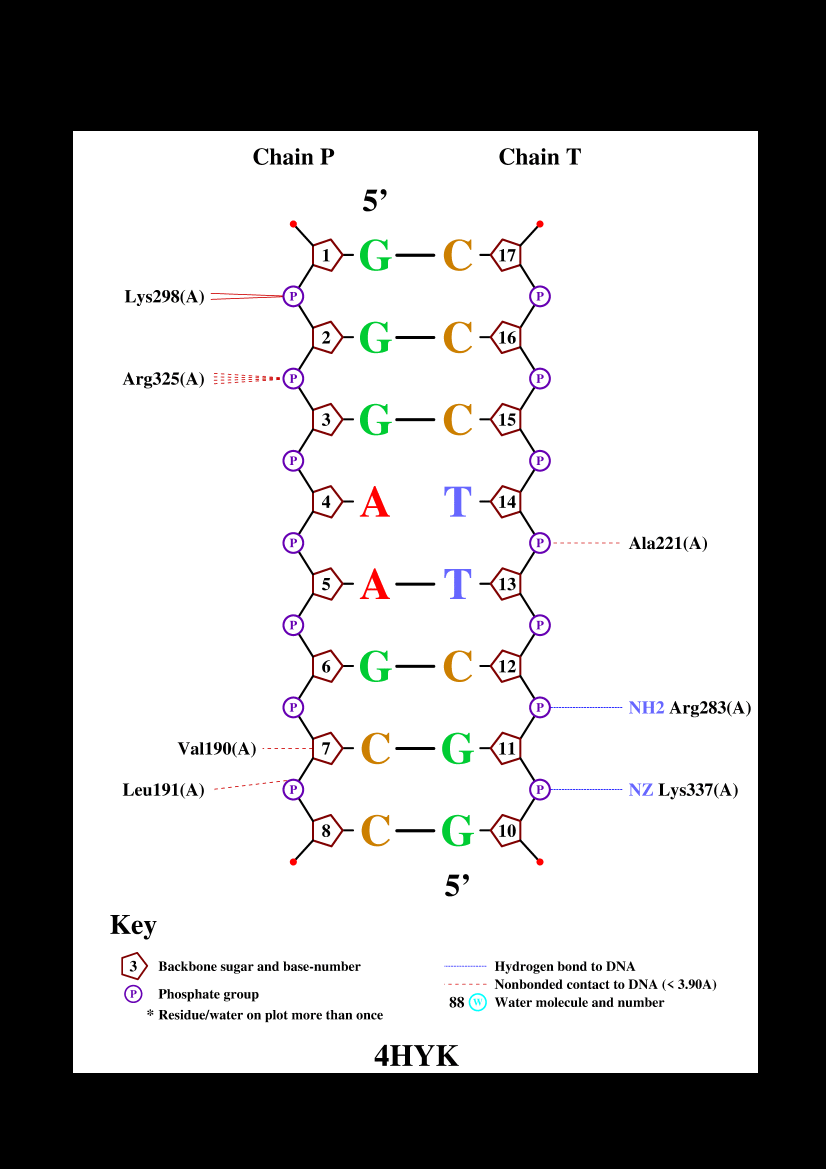 Chain P Chain T
5’
1 G C 17
Lys298(A) P P
2 G C 16
Arg325(A) P P
3 G C 15
P P
4 A T 14
P P Ala221(A)
5 A T 13
P P
6 G C 12
P P NH2 Arg283(A)
Val190(A) 7 C G 11
Leu191(A) P P NZ Lys337(A)
8 C G 10
5’
Key
3 Backbone sugar and base-number
P Phosphate group
* Residue/water on plot more than once
Hydrogen bond to DNA
Nonbonded contact to DNA (< 3.90A)
88 W Water molecule and number
4HYK